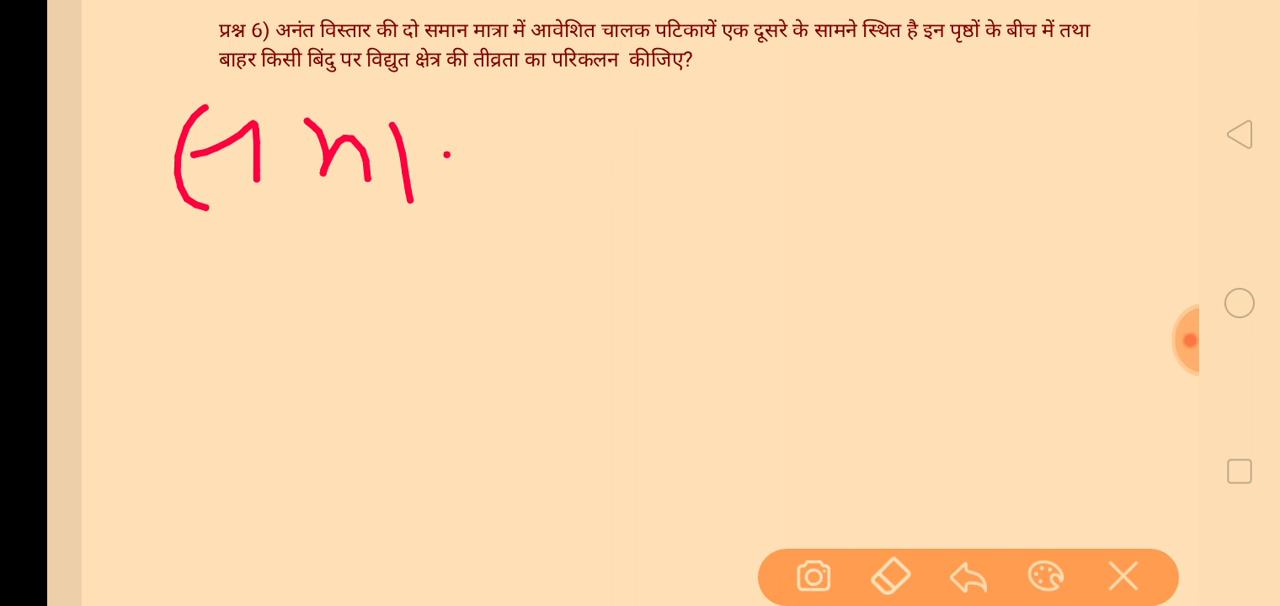 प्रश्न 6) अनंत विस्तार की दो समान मात्रा में आवेशित चालक पटिकायें एक दूसरे के सामने स्थित है इन पृष्ठों के बीच में तथा
बाहर किसी बिंदु पर विद्युत क्षेत्र की तीव्रता का परिकलन कीजिए?